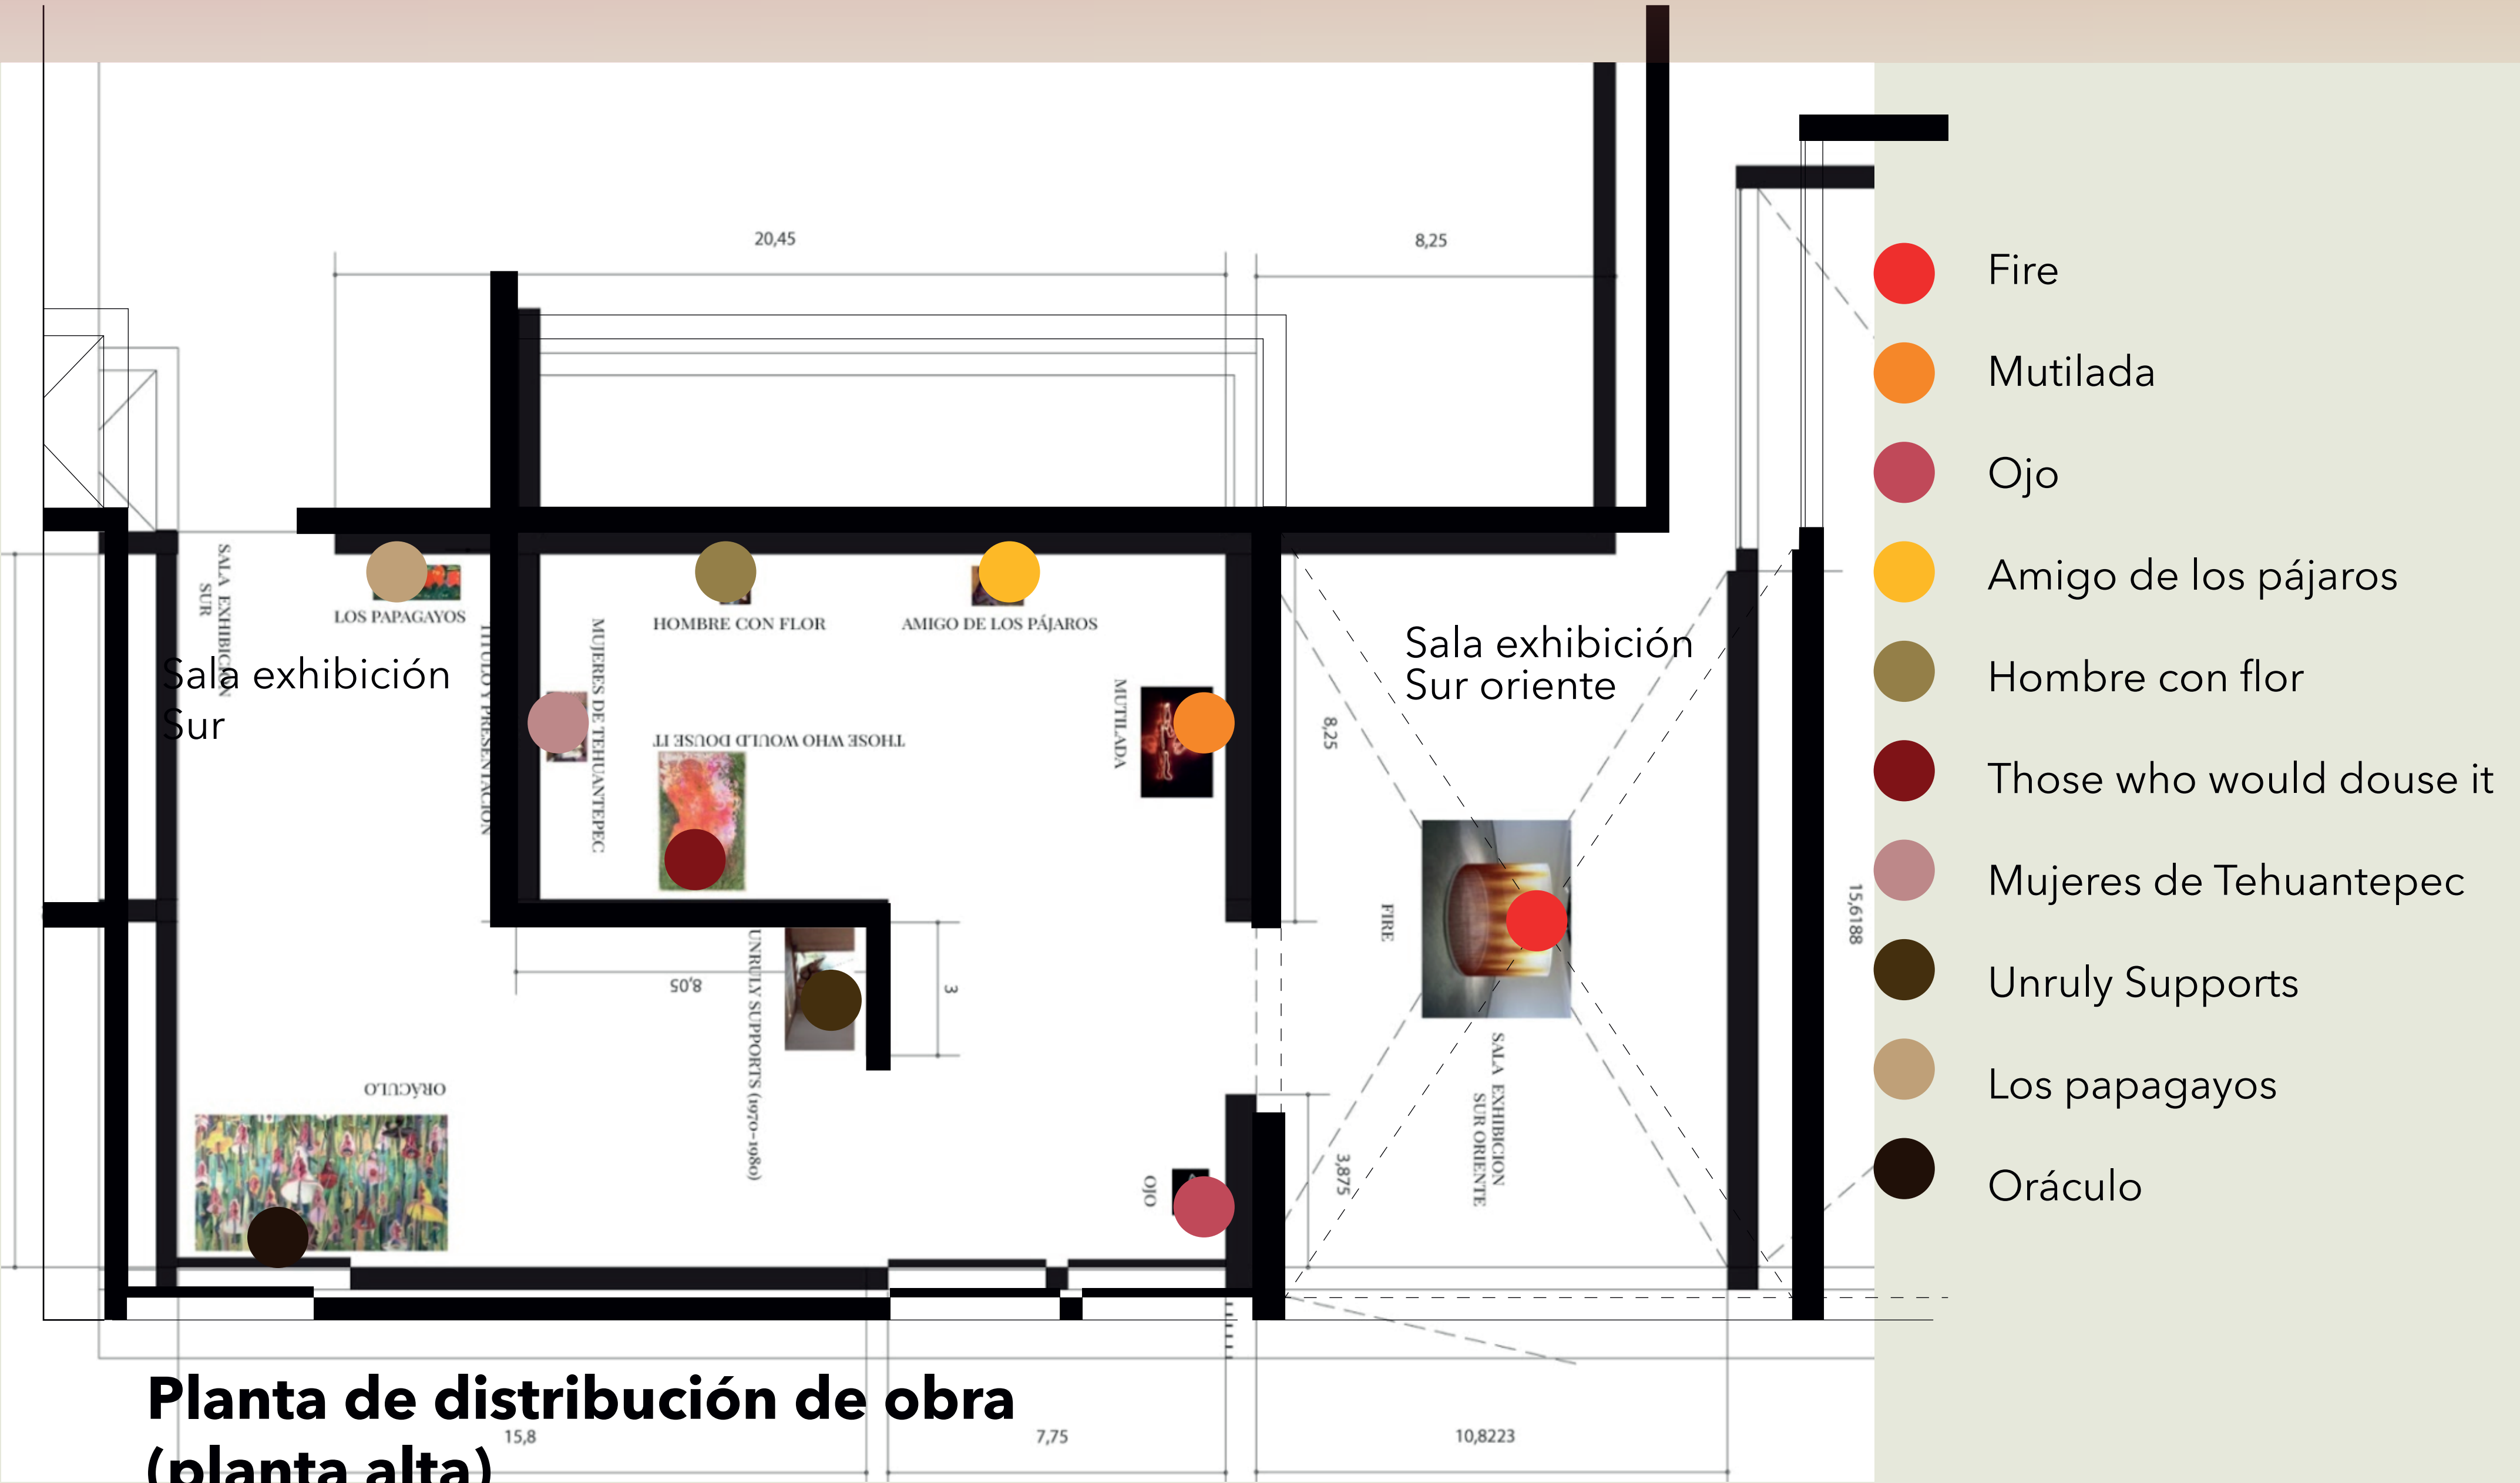 20,45
8,25
Fire
Mutilada
Ojo
Amigo de los pájaros
Hombre con flor
Those who would douse it
Mujeres de Tehuantepec
Unruly Supports
Los papagayos
Oráculo
SALA EXHIBICION
SUR
LOS PAPAGAYOS
HOMBRE CON FLOR
AMIGO DE LOS PÁJAROS
Sala exhibición
Sur
TITULO Y PRESENTACION
MUJERES DE TEHUANTEPEC
THOSE WHO WOULD DOUSE IT
MUTILADA
Sala exhibición
Sur oriente
8,25
FIRE
15,6188
8,05
3
UNRULY SUPPORTS (1970-1980)
ORÁCULO
OJO
3,875
SALA EXHIBICION
SUR ORIENTE
Planta de distribución de obra
(planta alta)
15,8
7,75
10,8223